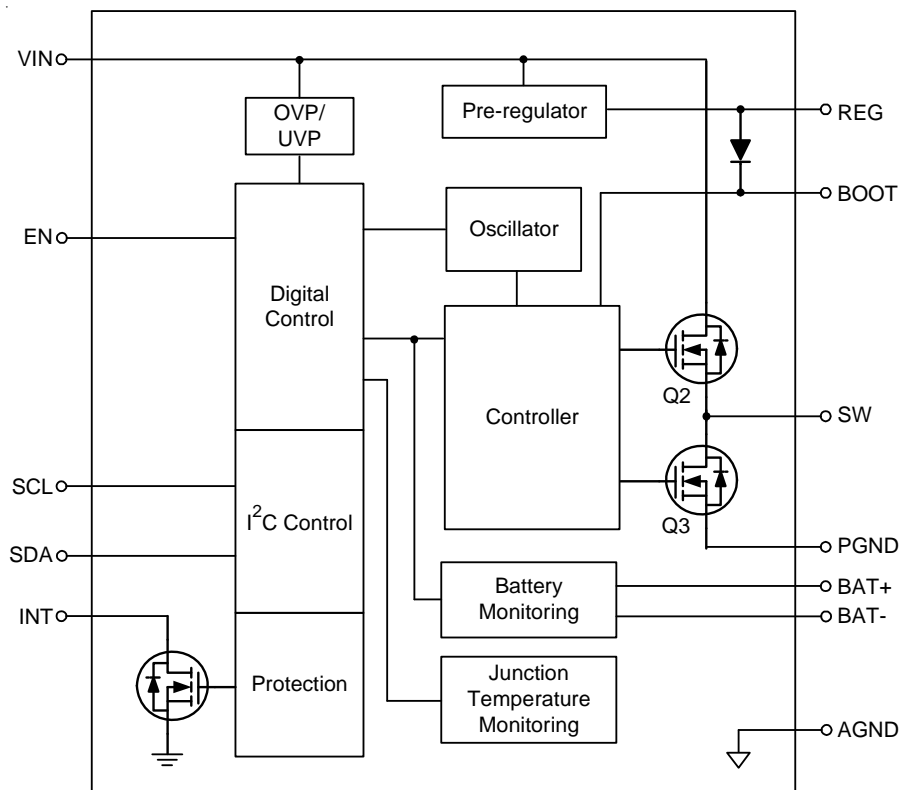 VIN
OVP/
UVP
Pre-regulator
REG
BOOT
EN
Oscillator
Digital
Control
Q2
Controller
SW
SCL
I²C Control
Q3
SDA
PGND
Battery
Monitoring
BAT+
BAT-
INT
Protection
Junction
Temperature
Monitoring
AGND